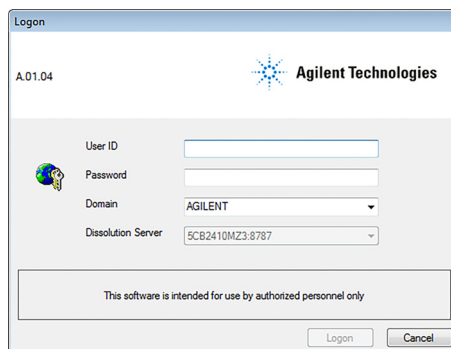 Logon
A.01.04
Agilent Technologies
User ID
Password
Domain AGILENT
Dissolution Server 5CB2410MZ3:8787
This software is intended for use by authorized personnel only
Logon Cancel